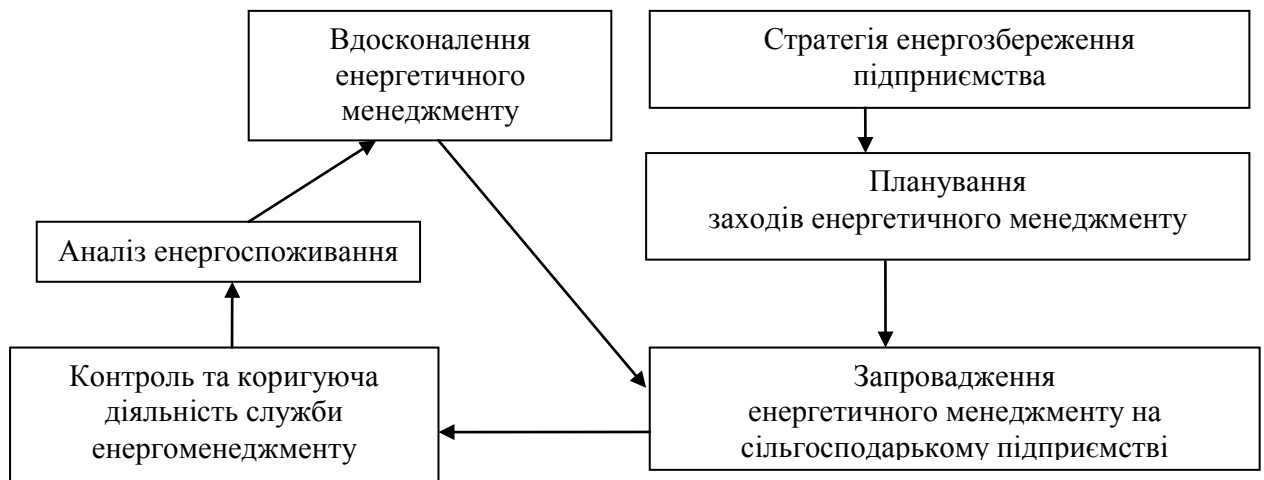 Вдосконалення
енергетичного
менеджменту
Стратегія енергозбереження
підпрниємства
Планування
заходів енергетичного менеджменту
Аналіз енергоспоживання
Контроль та коригуюча
діяльність служби
енергоменеджменту
Запровадження
енергетичного менеджменту на
сільгосподарькому підприємстві